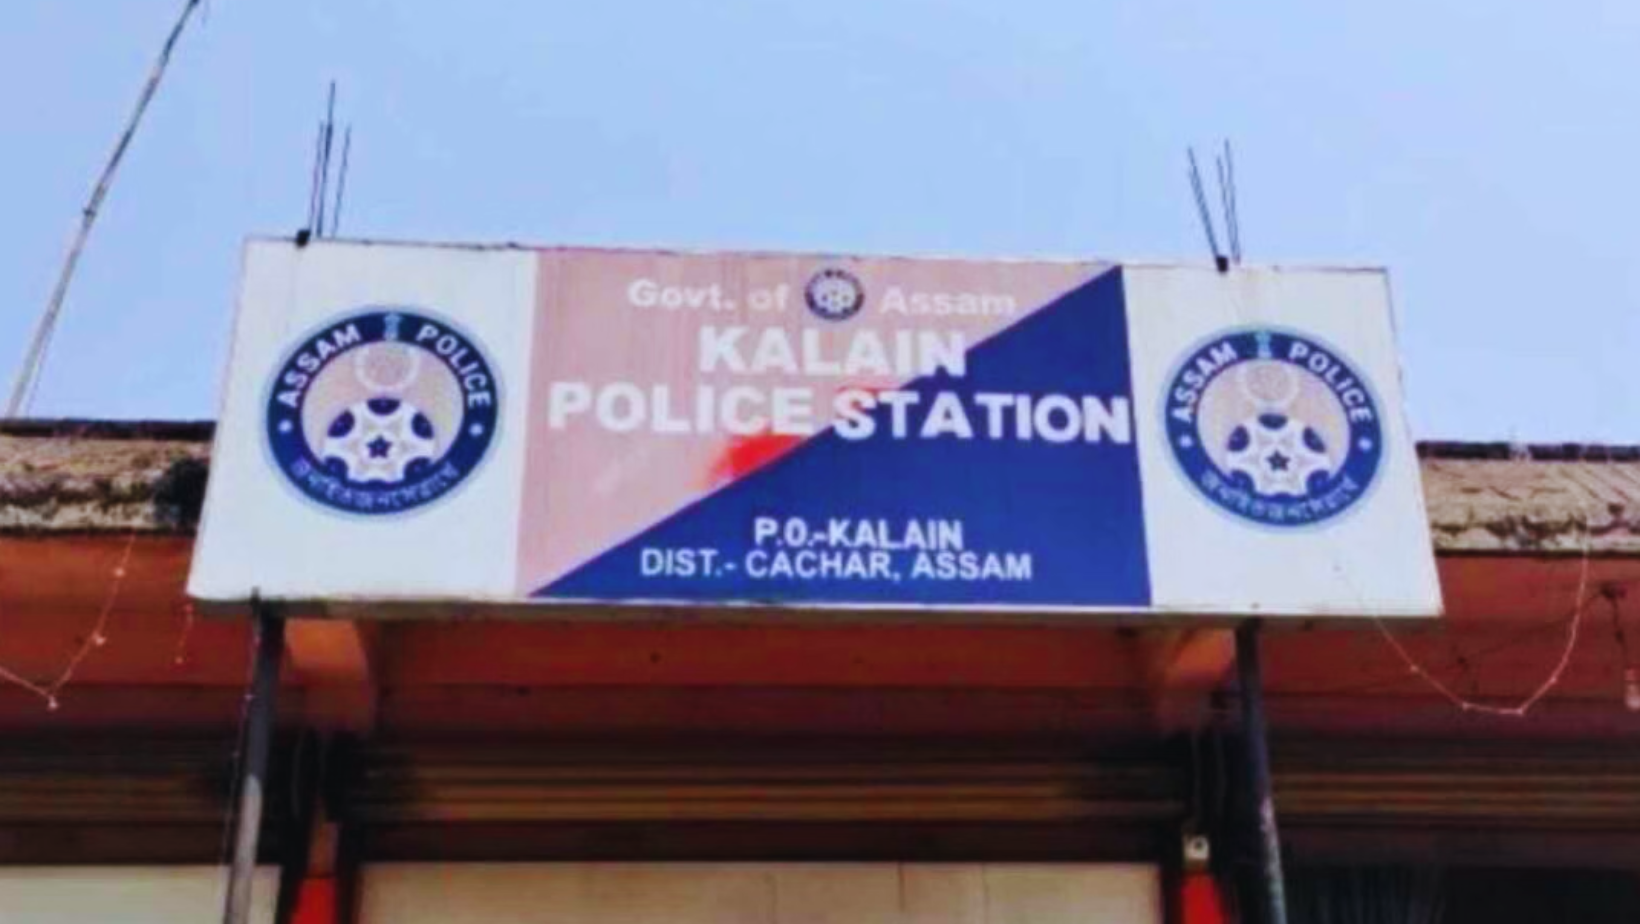 Govt. of Assam
KALAIN
POLICE STATION
P.O.-KALAIN
DIST.- CACHAR, ASSAM
ASSAM POLICE
ASSAM POLICE